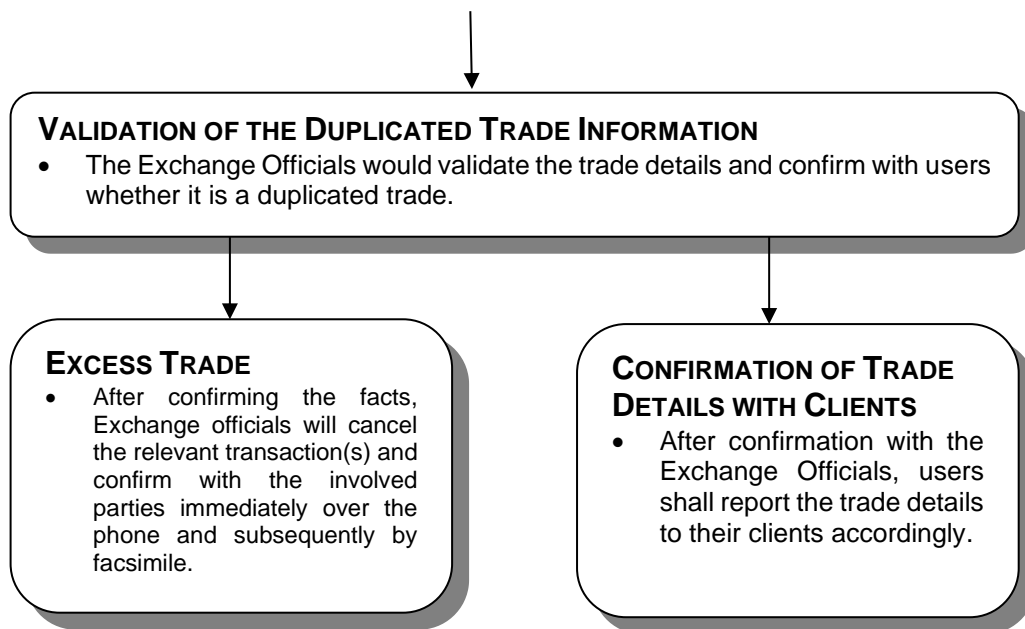 VALIDATION OF THE DUPLICATED TRADE INFORMATION
• The Exchange Officials would validate the trade details and confirm with users
whether it is a duplicated trade.
EXCESS TRADE
• After confirming the facts,
Exchange officials will cancel
the relevant transaction(s) and
confirm with the involved
parties immediately over the
phone and subsequently by
facsimile.
CONFIRMATION OF TRADE
DETAILS WITH CLIENTS
• After confirmation with the
Exchange Officials, users
shall report the trade details
to their clients accordingly.